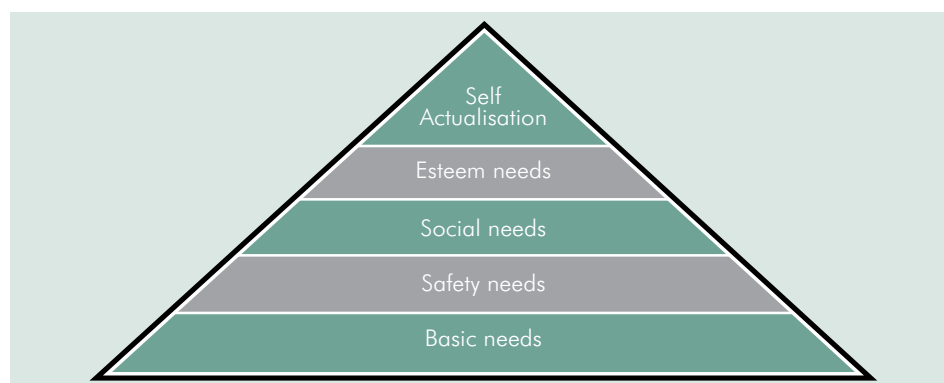 Self
Actualisation
Esteem needs
Social needs
Safety needs
Basic needs